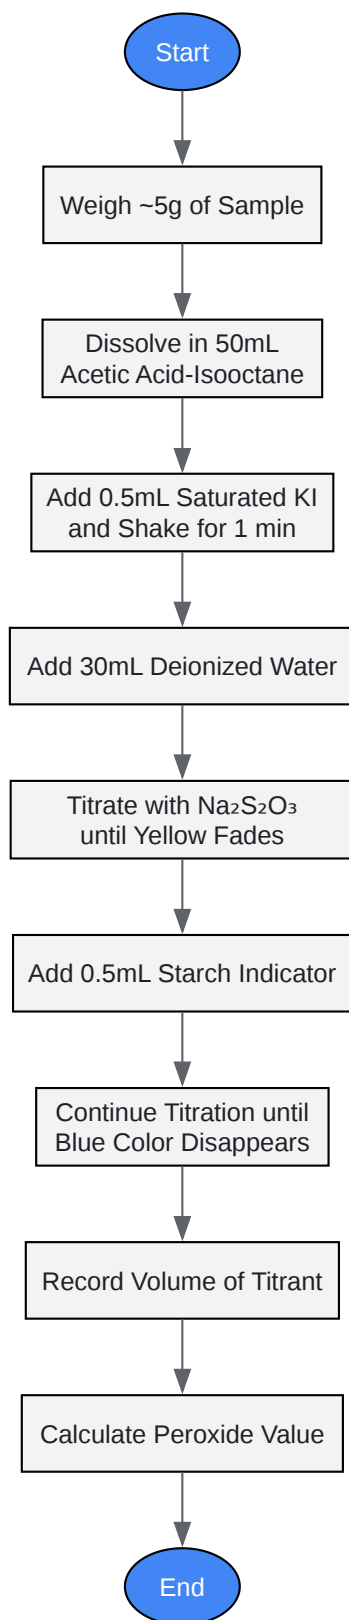 Start
Weigh ~5g of Sample
Dissolve in 50mL
Acetic Acid-Isooctane
Add 0.5mL Saturated KI
and Shake for 1 min
Add 30mL Deionized Water
Titrate with Na₂S₂O₃
until Yellow Fades
Add 0.5mL Starch Indicator
Continue Titration until
Blue Color Disappears
Record Volume of Titrant
Calculate Peroxide Value
End